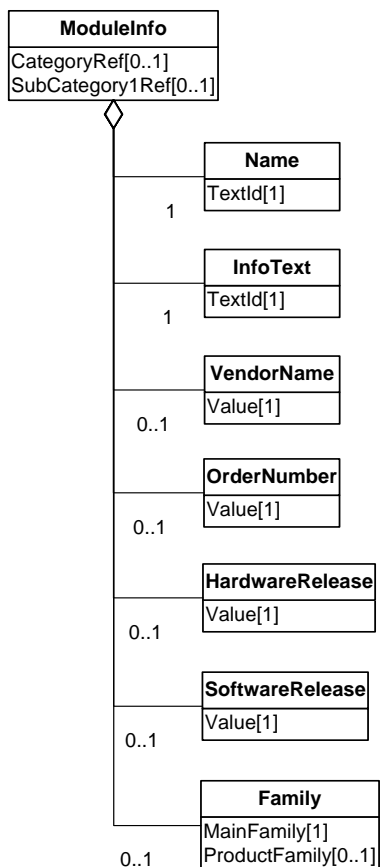 ModuleInfo
CategoryRef[0..1]
SubCategory1Ref[0..1]
Name
TextId[1]
1
InfoText
TextId[1]
1
VendorName
Value[1]
0..1
OrderNumber
Value[1]
0..1
HardwareRelease
Value[1]
0..1
SoftwareRelease
Value[1]
0..1
Family
MainFamily[1]
ProductFamily[0..1]
0..1